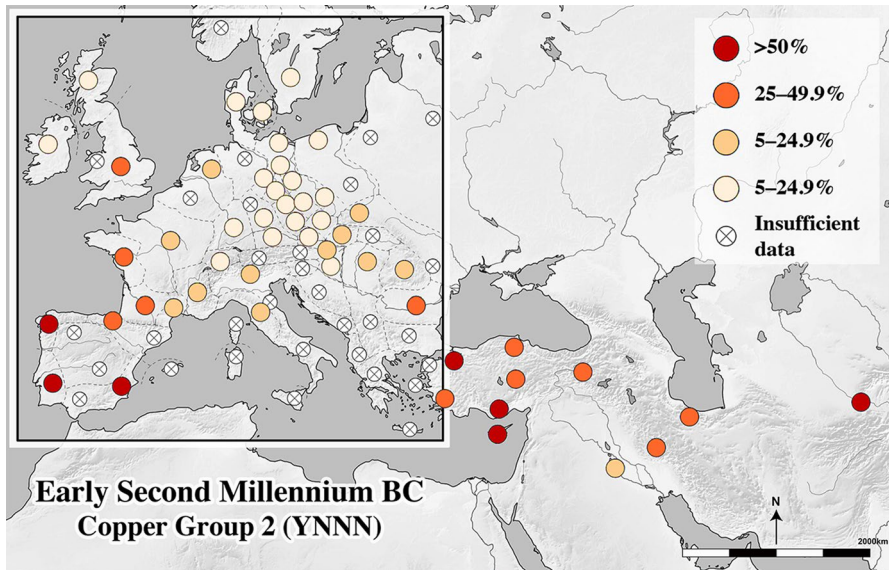 >50%
25–49.9%
5–24.9%
5–24.9%
Insufficient
data
Early Second Millennium BC
Copper Group 2 (YNNN)
N
2000km